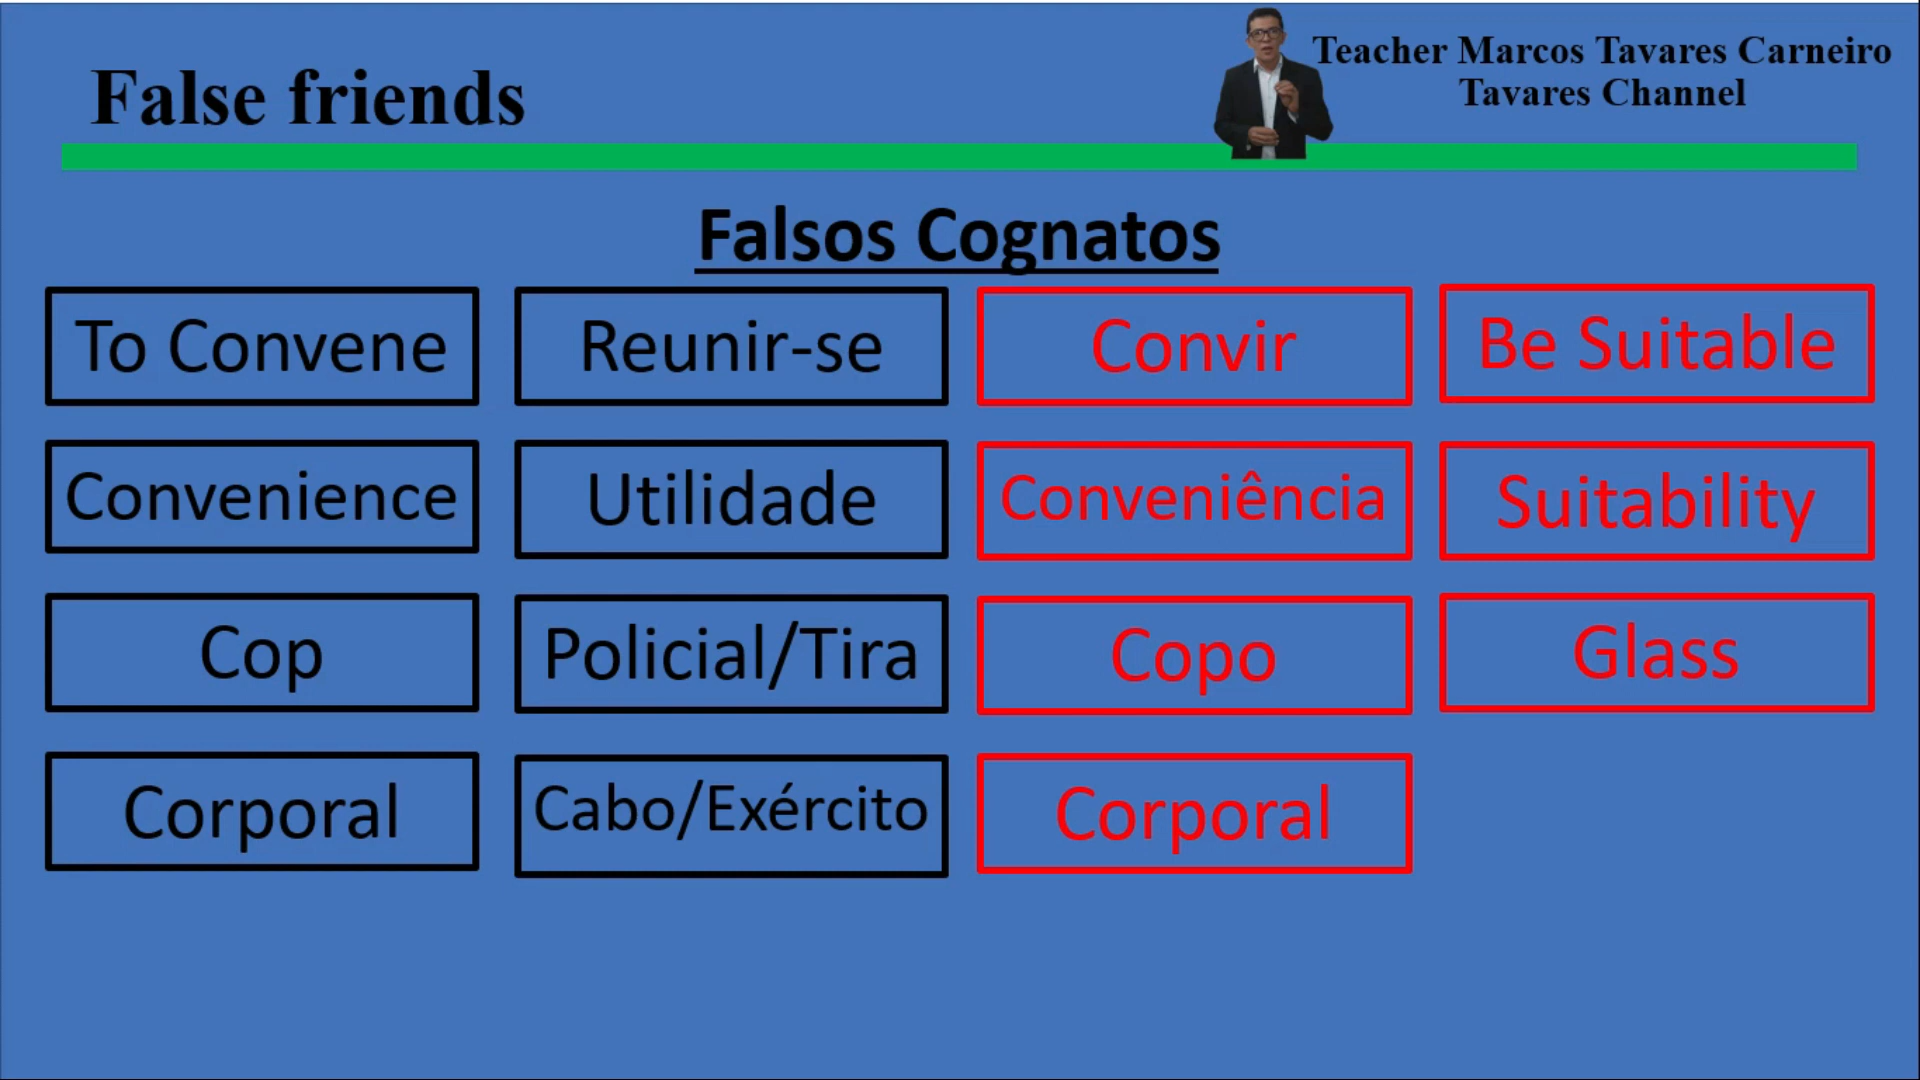 False friends
Teacher Marcos Tavares Carneiro
Tavares Channel
Falsos Cognatos
To Convene
Reunir-se
Convir
Be Suitable
Convenience
Utilidade
Conveniência
Suitability
Cop
Policial/Tira
Copo
Glass
Corporal
Cabo/Exército
Corporal